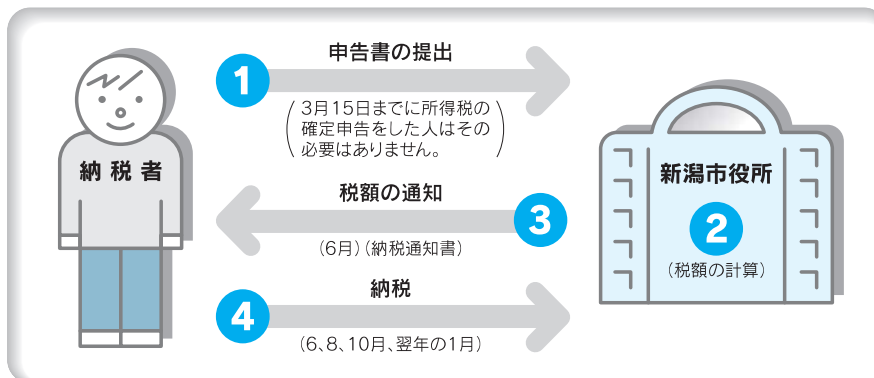 申告書の提出
1
(3月15日までに所得税の
確定申告をした人はその
必要はありません。)
納税者
新潟市役所
2
(税額の計算)
税額の通知
3
(6月)(納税通知書)
納税
4
(6、8、10月、翌年の1月)